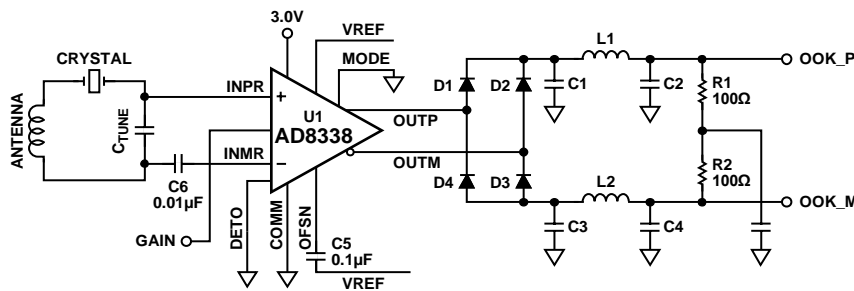 3.0V
VREF
L1
CRYSTAL
MODE
OOK_P
INPR
+
D1
D2
C1
C2
R1
100Ω
U1
AD8338
OUTP
ANTENNA
CTUNE
OUTM
INMR
−
D4
D3
L2
R2
100Ω
C6
0.01µF
OOK_M
GAIN
DETO
COMM
OFSN
C5
0.1µF
C3
C4
VREF